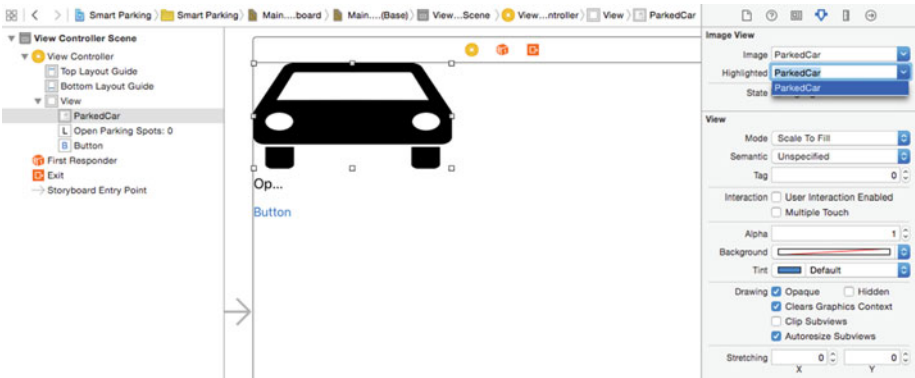 Smart Parking Smart Parking Main....board Main....(Base) View...Scene View...ntroller View ParkedCar
View Controller Scene
View Controller
Top Layout Guide
Bottom Layout Guide
View
ParkedCar
L Open Parking Spots: 0
B Button
First Responder
Exit
Storyboard Entry Point
Op...
Button
Image View
Image ParkedCar
Highlighted ParkedCar
ParkedCar
State
View
Mode Scale To Fill
Semantic Unspecified
Tag 0
Interaction User Interaction Enabled
Multiple Touch
Alpha 1
Background
Tint Default
Drawing Opaque Hidden
Clears Graphics Context
Clip Subviews
Autoresize Subviews
Stretching 0 0
X Y